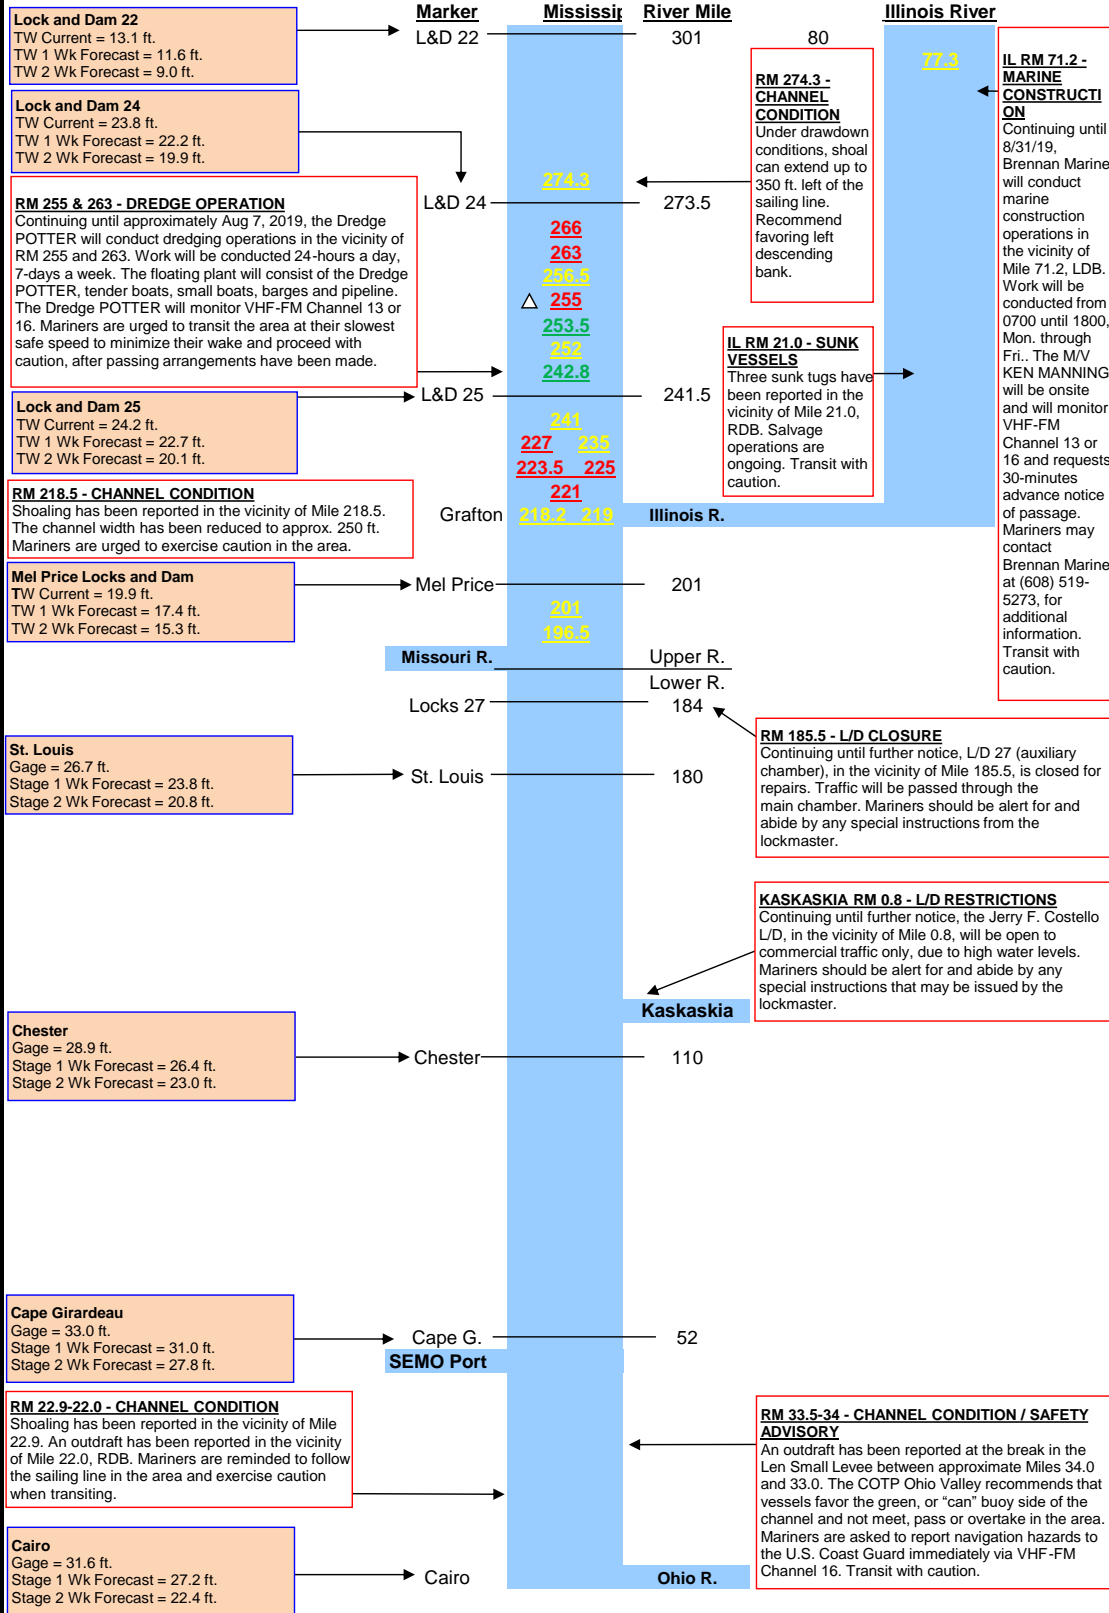 Marker
Mississip
River Mile
Illinois River
Lock and Dam 22
TW Current = 13.1 ft.
TW 1 Wk Forecast = 11.6 ft.
TW 2 Wk Forecast = 9.0 ft.
L&D 22
301
80
77.3
IL RM 71.2 -
MARINE
CONSTRUCTI
ON
Continuing until
8/31/19,
Brennan Marine
will conduct
marine
construction
operations in
the vicinity of
Mile 71.2, LDB.
Work will be
conducted from
0700 until 1800,
Mon. through
Fri.. The M/V
KEN MANNING
will be onsite
and will monitor
VHF-FM
Channel 13 or
16 and requests
30-minutes
advance notice
of passage.
Mariners may
contact
Brennan Marine
at (608) 519-
5273, for
additional
information.
Transit with
caution.
RM 274.3 -
CHANNEL
CONDITION
Under drawdown
conditions, shoal
can extend up to
350 ft. left of the
sailing line.
Recommend
favoring left
descending
bank.
Lock and Dam 24
TW Current = 23.8 ft.
TW 1 Wk Forecast = 22.2 ft.
TW 2 Wk Forecast = 19.9 ft.
274.3
L&D 24
273.5
RM 255 & 263 - DREDGE OPERATION
Continuing until approximately Aug 7, 2019, the Dredge
POTTER will conduct dredging operations in the vicinity of
RM 255 and 263. Work will be conducted 24-hours a day,
7-days a week. The floating plant will consist of the Dredge
POTTER, tender boats, small boats, barges and pipeline.
The Dredge POTTER will monitor VHF-FM Channel 13 or
16. Mariners are urged to transit the area at their slowest
safe speed to minimize their wake and proceed with
caution, after passing arrangements have been made.
266
263
256.5
255
253.5
252
242.8
IL RM 21.0 - SUNK
VESSELS
Three sunk tugs have
been reported in the
vicinity of Mile 21.0,
RDB. Salvage
operations are
ongoing. Transit with
caution.
L&D 25
241.5
Lock and Dam 25
TW Current = 24.2 ft.
TW 1 Wk Forecast = 22.7 ft.
TW 2 Wk Forecast = 20.1 ft.
241
227 235
223.5 225
221
RM 218.5 - CHANNEL CONDITION
Shoaling has been reported in the vicinity of Mile 218.5.
The channel width has been reduced to approx. 250 ft.
Mariners are urged to exercise caution in the area.
Grafton
218.2 219
Illinois R.
Mel Price Locks and Dam
TW Current = 19.9 ft.
TW 1 Wk Forecast = 17.4 ft.
TW 2 Wk Forecast = 15.3 ft.
Mel Price
201
201
196.5
Missouri R.
Upper R.
Lower R.
Locks 27
184
RM 185.5 - L/D CLOSURE
Continuing until further notice, L/D 27 (auxiliary
chamber), in the vicinity of Mile 185.5, is closed for
repairs. Traffic will be passed through the
main chamber. Mariners should be alert for and
abide by any special instructions from the
lockmaster.
St. Louis
Gage = 26.7 ft.
Stage 1 Wk Forecast = 23.8 ft.
Stage 2 Wk Forecast = 20.8 ft.
St. Louis
180
KASKASKIA RM 0.8 - L/D RESTRICTIONS
Continuing until further notice, the Jerry F. Costello
L/D, in the vicinity of Mile 0.8, will be open to
commercial traffic only, due to high water levels.
Mariners should be alert for and abide by any
special instructions that may be issued by the
lockmaster.
Kaskaskia
Chester
Gage = 28.9 ft.
Stage 1 Wk Forecast = 26.4 ft.
Stage 2 Wk Forecast = 23.0 ft.
Chester
110
Cape Girardeau
Gage = 33.0 ft.
Stage 1 Wk Forecast = 31.0 ft.
Stage 2 Wk Forecast = 27.8 ft.
Cape G.
52
SEMO Port
RM 22.9-22.0 - CHANNEL CONDITION
Shoaling has been reported in the vicinity of Mile
22.9. An outdraft has been reported in the vicinity
of Mile 22.0, RDB. Mariners are reminded to follow
the sailing line in the area and exercise caution
when transiting.
RM 33.5-34 - CHANNEL CONDITION / SAFETY
ADVISORY
An outdraft has been reported at the break in the
Len Small Levee between approximate Miles 34.0
and 33.0. The COTP Ohio Valley recommends that
vessels favor the green, or “can” buoy side of the
channel and not meet, pass or overtake in the area.
Mariners are asked to report navigation hazards to
the U.S. Coast Guard immediately via VHF-FM
Channel 16. Transit with caution.
Cairo
Gage = 31.6 ft.
Stage 1 Wk Forecast = 27.2 ft.
Stage 2 Wk Forecast = 22.4 ft.
Cairo
Ohio R.